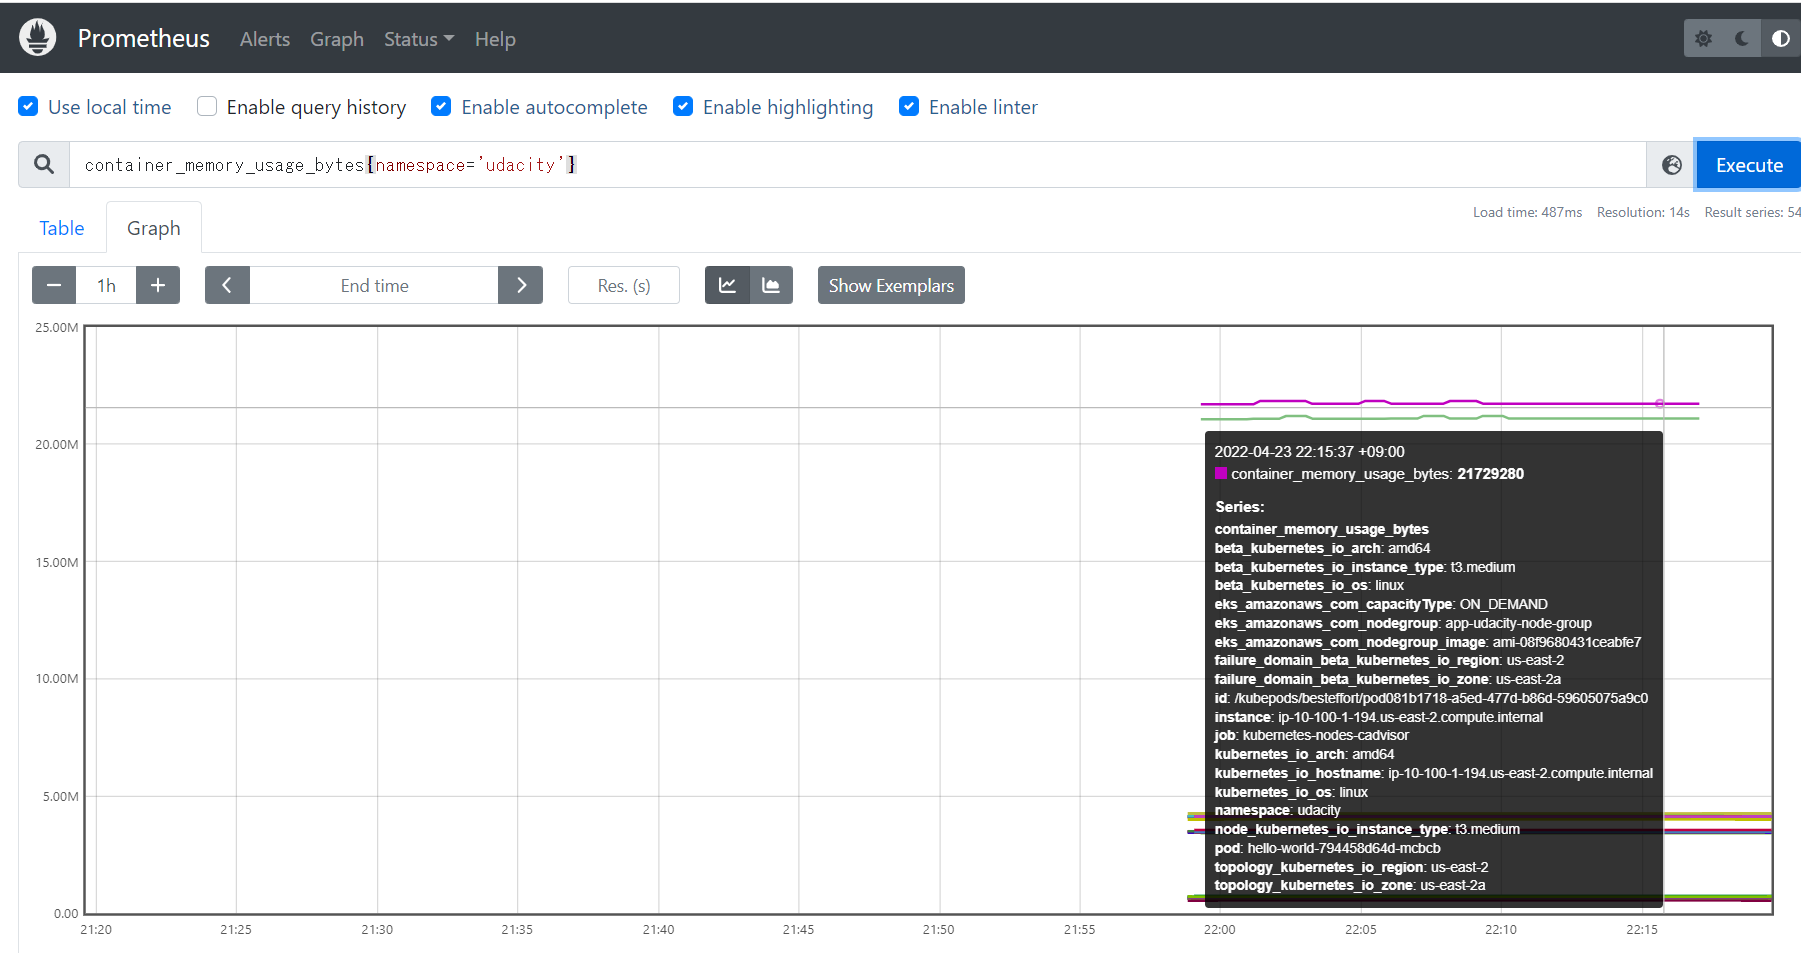 Prometheus Alerts Graph Status Help
Use local time Enable query history Enable autocomplete Enable highlighting Enable linter
container_memory_usage_bytes{namespace='udacity'} Execute
Load time: 487ms Resolution: 14s Result series: 54
Table Graph
1h End time Res. (s) Show Exemplars
25.00M
20.00M
15.00M
10.00M
5.00M
0.00
2022-04-23 22:15:37 +09:00
container_memory_usage_bytes: 21729280
Series:
container_memory_usage_bytes
beta_kubernetes_io_arch: amd64
beta_kubernetes_io_instance_type: t3.medium
beta_kubernetes_io_os: linux
eks_amazonaws_com_capacityType: ON_DEMAND
eks_amazonaws_com_nodegroup: app-udacity-node-group
eks_amazonaws_com_nodegroup_image: ami-08f9680431ceabfe7
failure_domain_beta_kubernetes_io_region: us-east-2
failure_domain_beta_kubernetes_io_zone: us-east-2a
id: /kubepods/besteffort/pod081b1718-a5ed-477d-b86d-59605075a9c0
instance: ip-10-100-1-194.us-east-2.compute.internal
job: kubernetes-nodes-cadvisor
kubernetes_io_arch: amd64
kubernetes_io_hostname: ip-10-100-1-194.us-east-2.compute.internal
kubernetes_io_os: linux
namespace: udacity
node_kubernetes_io_instance_type: t3.medium
pod: hello-world-794458d64d-mcbcb
topology_kubernetes_io_region: us-east-2
topology_kubernetes_io_zone: us-east-2a
21:20 21:25 21:30 21:35 21:40 21:45 21:50 21:55 22:00 22:05 22:10 22:15